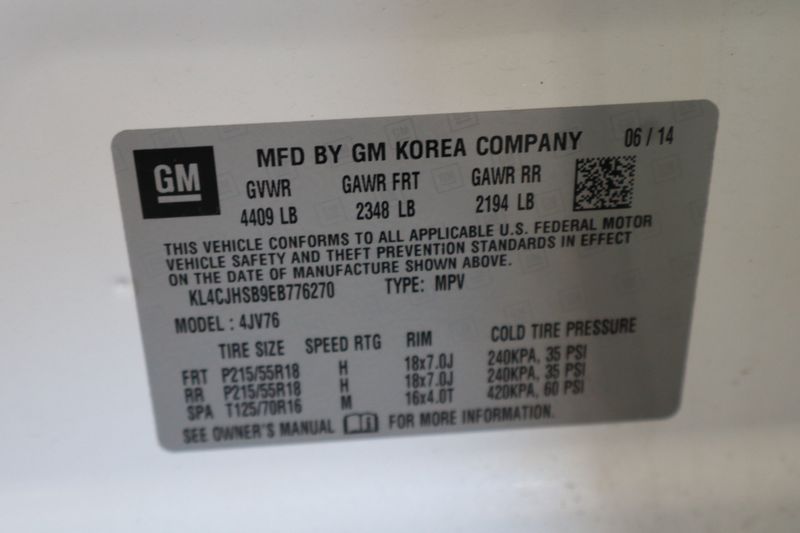 GM
MFD BY GM KOREA COMPANY 06 / 14
GVWR GAWR FRT GAWR RR
4409 LB 2348 LB 2194 LB
THIS VEHICLE CONFORMS TO ALL APPLICABLE U.S. FEDERAL MOTOR
VEHICLE SAFETY AND THEFT PREVENTION STANDARDS IN EFFECT
ON THE DATE OF MANUFACTURE SHOWN ABOVE.
KL4CJHSB9EB776270 TYPE: MPV
MODEL : 4JV76
TIRE SIZE SPEED RTG RIM COLD TIRE PRESSURE
FRT P215/55R18 H 18x7.0J 240KPA, 35 PSI
RR P215/55R18 H 18x7.0J 240KPA, 35 PSI
SPA T125/70R16 M 16x4.0T 420KPA, 60 PSI
SEE OWNER'S MANUAL FOR MORE INFORMATION.